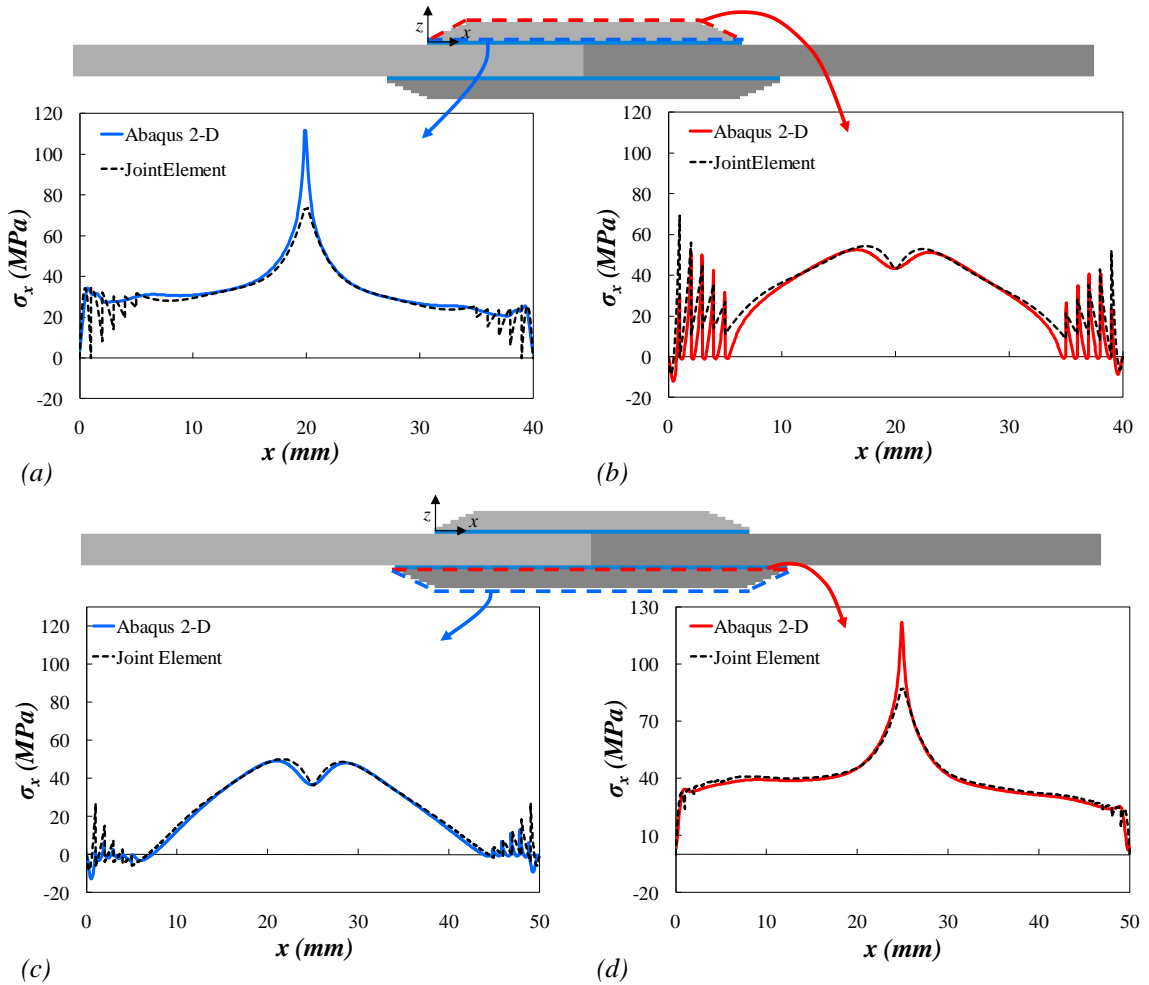 z
x
120
100
80
60
40
20
0
-20
σx (MPa)
Abaqus 2-D
JointElement
0
10
20
30
40
x (mm)
(a)
120
100
80
60
40
20
0
-20
σx (MPa)
Abaqus 2-D
JointElement
0
10
20
30
40
x (mm)
(b)
z
x
120
100
80
60
40
20
0
-20
σx (MPa)
Abaqus 2-D
Joint Element
0
10
20
30
40
50
x (mm)
(c)
130
100
70
40
10
-20
σx (MPa)
Abaqus 2-D
Joint Element
0
10
20
30
40
50
x (mm)
(d)